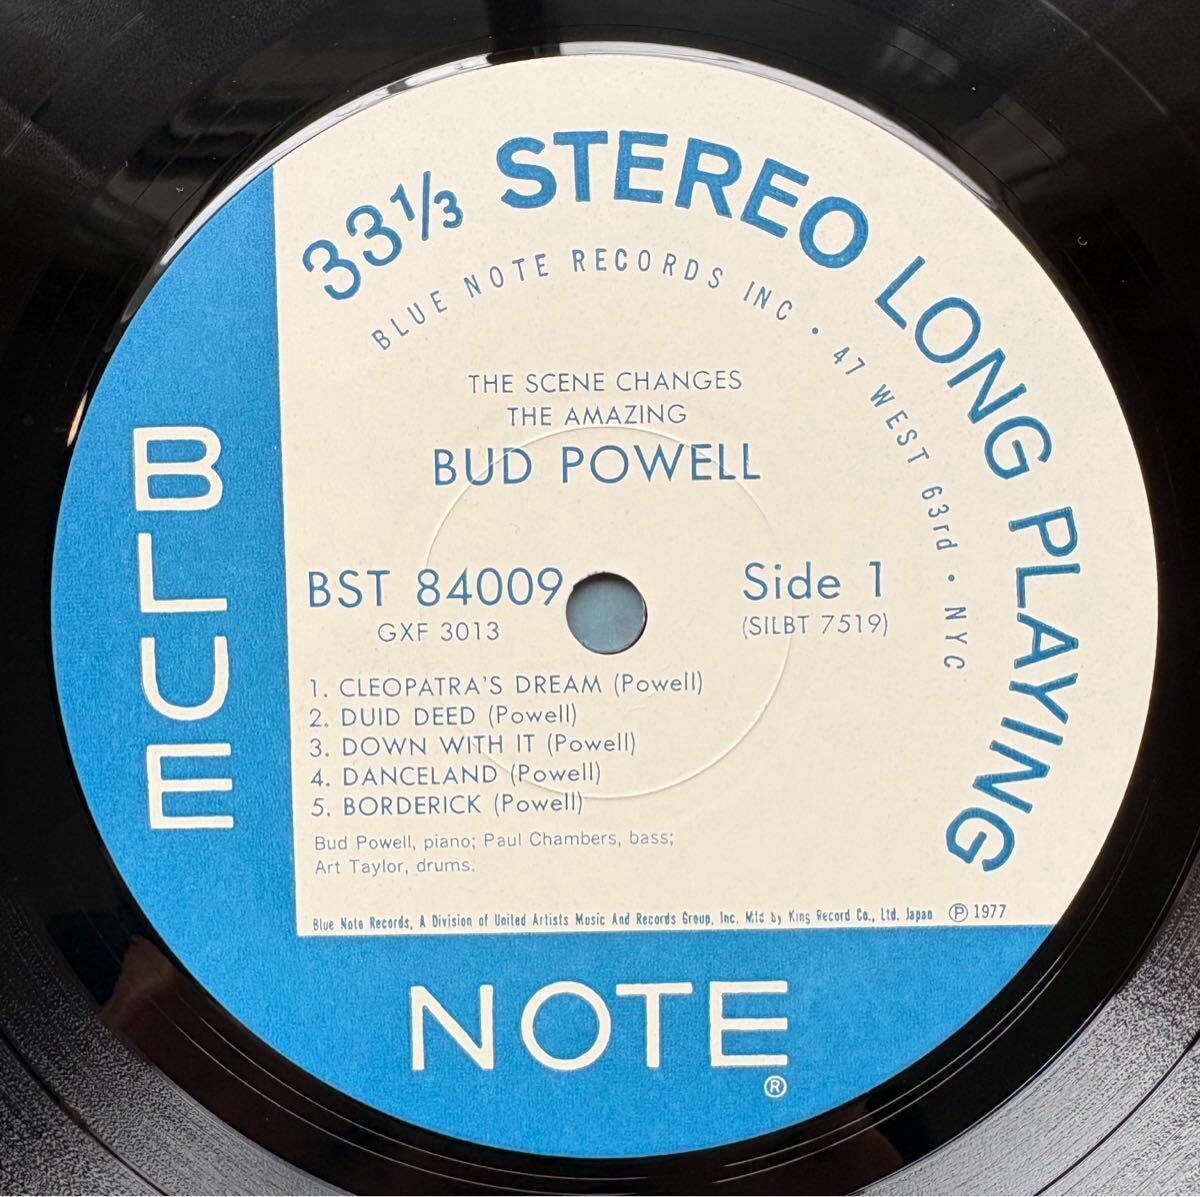 33⅓ STEREO LONG PLAYING
BLUE NOTE RECORDS INC • 47 WEST 63rd • NYC
THE SCENE CHANGES
THE AMAZING
BUD POWELL
BST 84009
GXF 3013
Side 1
(SILBT 7519)
1. CLEOPATRA'S DREAM (Powell)
2. DUID DEED (Powell)
3. DOWN WITH IT (Powell)
4. DANCELAND (Powell)
5. BORDERICK (Powell)
Bud Powell, piano; Paul Chambers, bass;
Art Taylor, drums.
Blue Note Records, A Division of United Artists Music And Records Group, Inc. Mfd by King Record Co., Ltd. Japan ℗ 1977
BLUE
NOTE
®